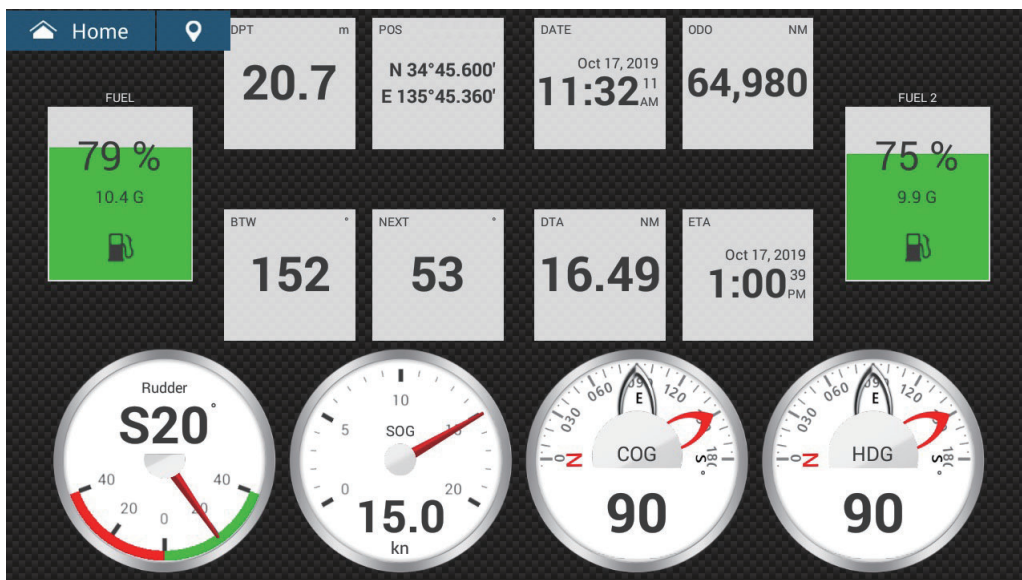 Home
DPT m
20.7
POS
N 34°45.600'
E 135°45.360'
DATE
Oct 17, 2019
11:32 11 AM
ODO NM
64,980
FUEL
79 %
10.4 G
FUEL 2
75 %
9.9 G
BTW °
152
NEXT °
53
DTA NM
16.49
ETA
Oct 17, 2019
1:00 39 PM
Rudder
S20°
40 20 0 20 40
SOG
0 5 10 15 20
15.0
kn
N 0 030 060 090 E 120 S 180 °
COG
90
N 0 030 060 090 E 120 S 180 °
HDG
90